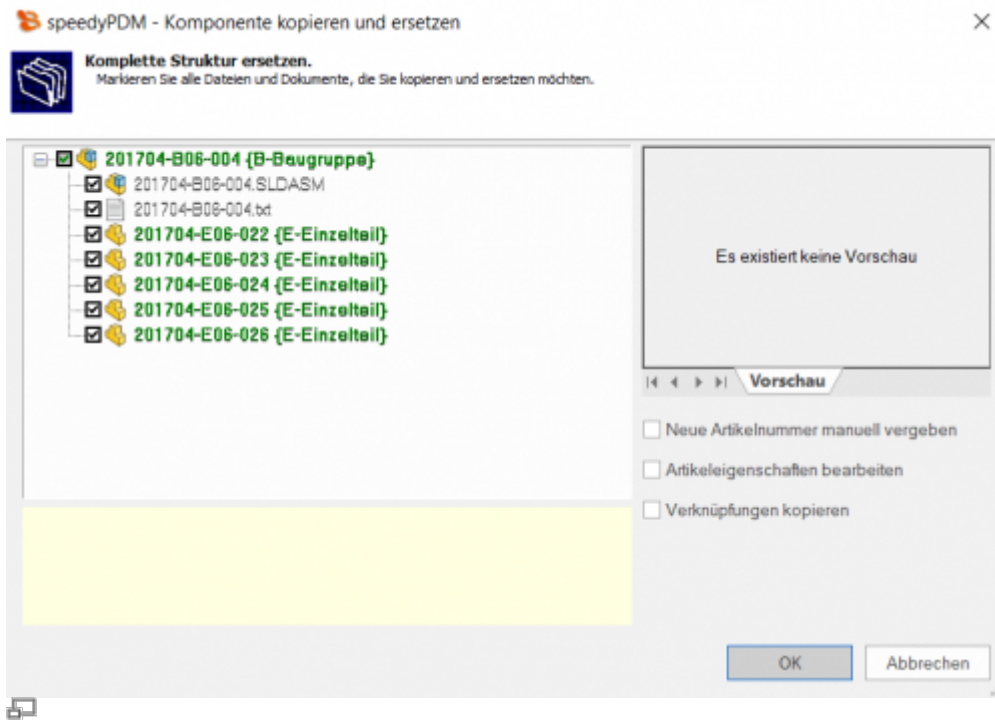 speedyPDM - Komponente kopieren und ersetzen
Komplette Struktur ersetzen.
Markieren Sie alle Dateien und Dokumente, die Sie kopieren und ersetzen möchten.
201704-B06-004 {B-Baugruppe}
201704-B06-004.SLDASM
201704-B06-004.txt
201704-E06-022 {E-Einzelteil}
201704-E06-023 {E-Einzelteil}
201704-E06-024 {E-Einzelteil}
201704-E06-025 {E-Einzelteil}
201704-E06-026 {E-Einzelteil}
Es existiert keine Vorschau
Vorschau
Neue Artikelnummer manuell vergeben
Artikeleigenschaften bearbeiten
Verknüpfungen kopieren
OK
Abbrechen